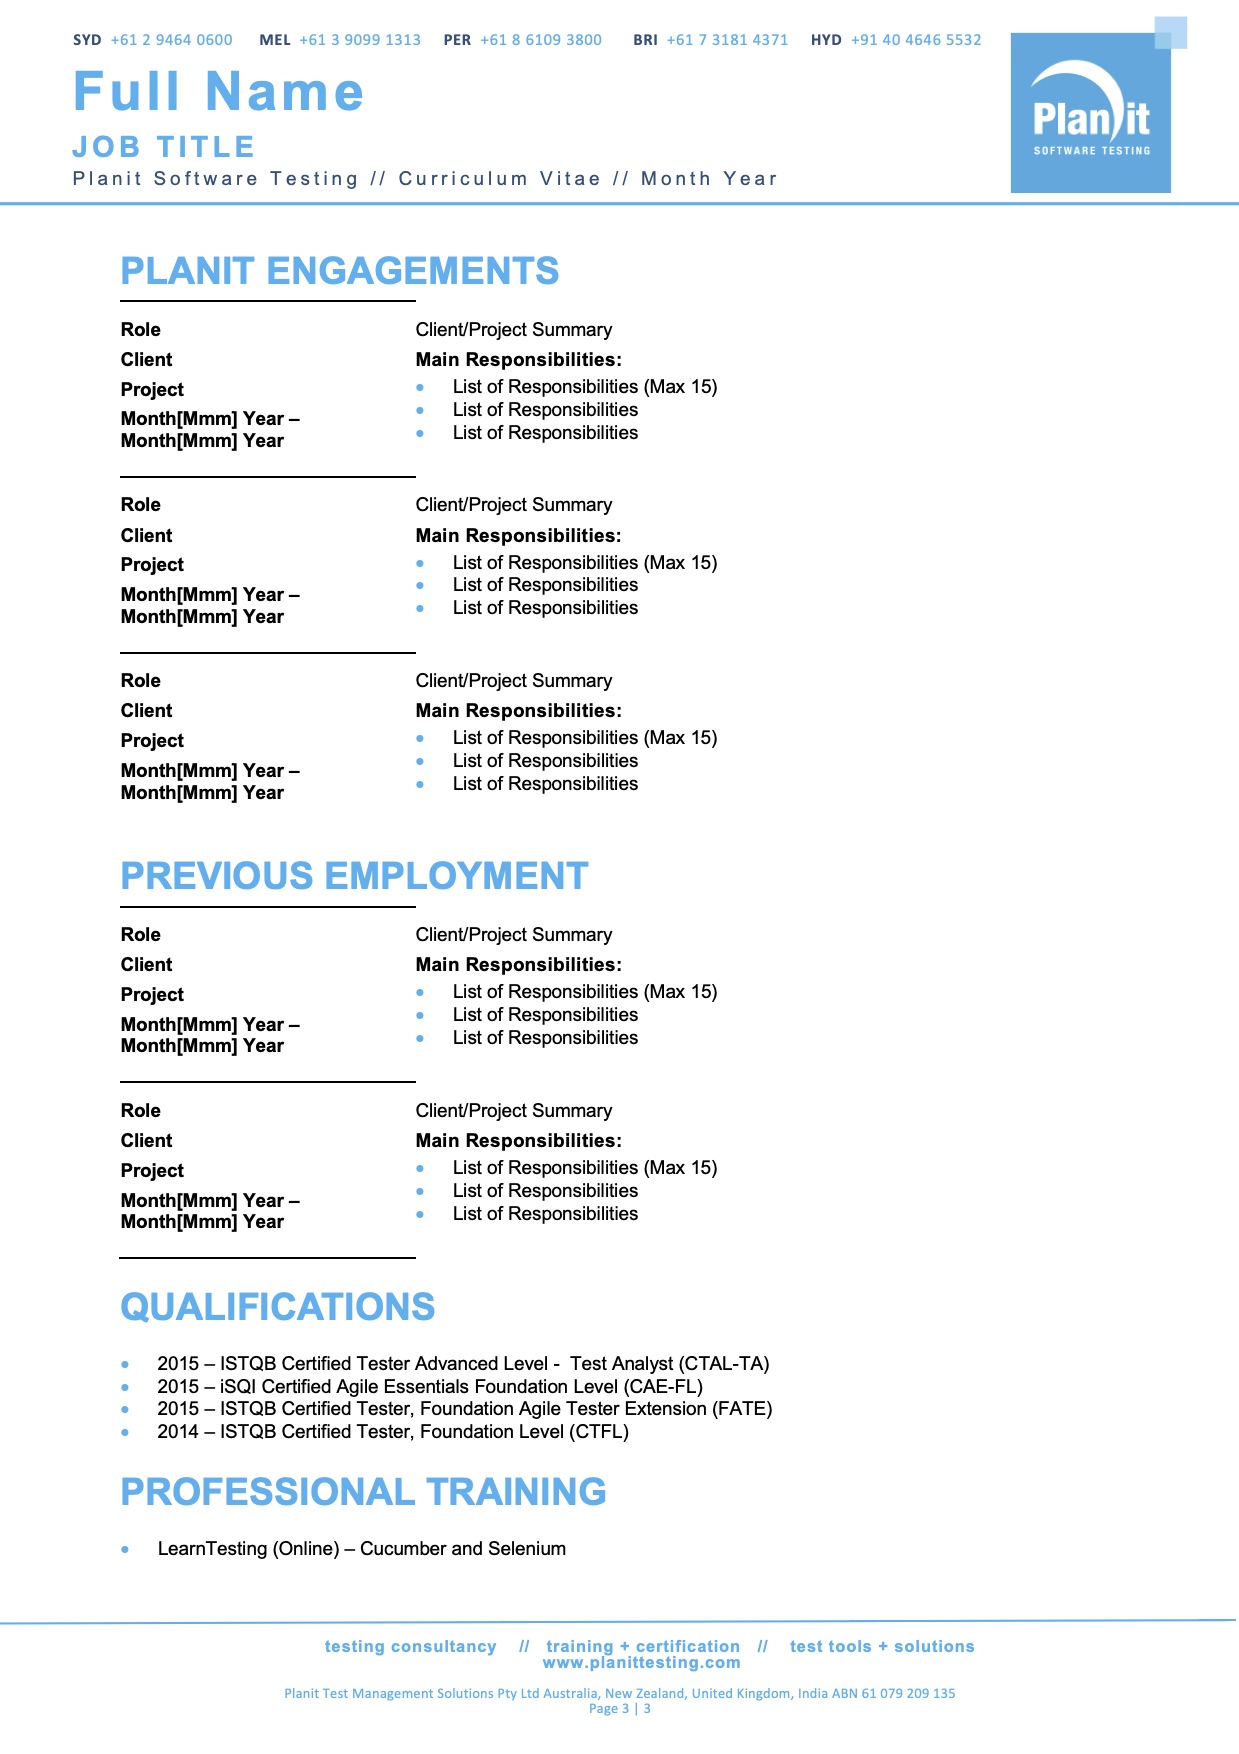 SYD +61 2 9464 0600 MEL +61 3 9099 1313 PER +61 8 6109 3800 BRI +61 7 3181 4371 HYD +91 40 4646 5532
Full Name
JOB TITLE
Planit Software Testing // Curriculum Vitae // Month Year
Planit
SOFTWARE TESTING
PLANIT ENGAGEMENTS
Role
Client
Project
Month[Mmm] Year –
Month[Mmm] Year
Client/Project Summary
Main Responsibilities:
• List of Responsibilities (Max 15)
• List of Responsibilities
• List of Responsibilities
Role
Client
Project
Month[Mmm] Year –
Month[Mmm] Year
Client/Project Summary
Main Responsibilities:
• List of Responsibilities (Max 15)
• List of Responsibilities
• List of Responsibilities
Role
Client
Project
Month[Mmm] Year –
Month[Mmm] Year
Client/Project Summary
Main Responsibilities:
• List of Responsibilities (Max 15)
• List of Responsibilities
• List of Responsibilities
PREVIOUS EMPLOYMENT
Role
Client
Project
Month[Mmm] Year –
Month[Mmm] Year
Client/Project Summary
Main Responsibilities:
• List of Responsibilities (Max 15)
• List of Responsibilities
• List of Responsibilities
Role
Client
Project
Month[Mmm] Year –
Month[Mmm] Year
Client/Project Summary
Main Responsibilities:
• List of Responsibilities (Max 15)
• List of Responsibilities
• List of Responsibilities
QUALIFICATIONS
• 2015 – ISTQB Certified Tester Advanced Level - Test Analyst (CTAL-TA)
• 2015 – iSQI Certified Agile Essentials Foundation Level (CAE-FL)
• 2015 – ISTQB Certified Tester, Foundation Agile Tester Extension (FATE)
• 2014 – ISTQB Certified Tester, Foundation Level (CTFL)
PROFESSIONAL TRAINING
• LearnTesting (Online) – Cucumber and Selenium
testing consultancy // training + certification // test tools + solutions
www.planittesting.com
Planit Test Management Solutions Pty Ltd Australia, New Zealand, United Kingdom, India ABN 61 079 209 135
Page 3 | 3